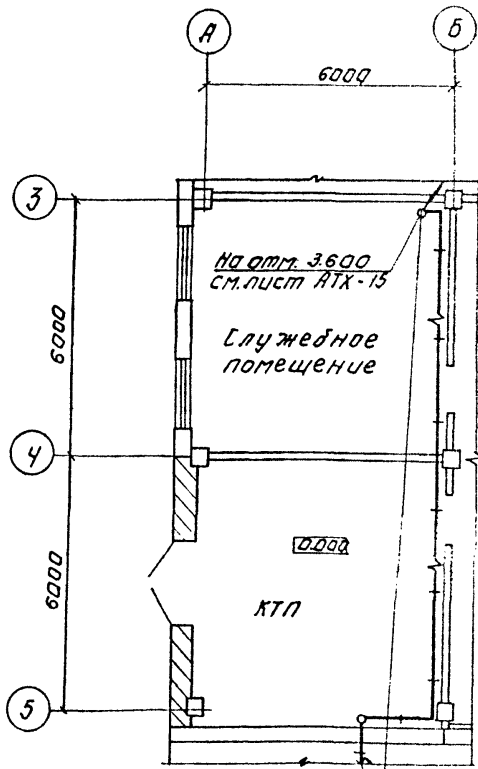 А
Б
6000
3
На отм. 3.600
см. лист АТХ-15
Служебное
помещение
6000
4
0.000
6000
КТП
5